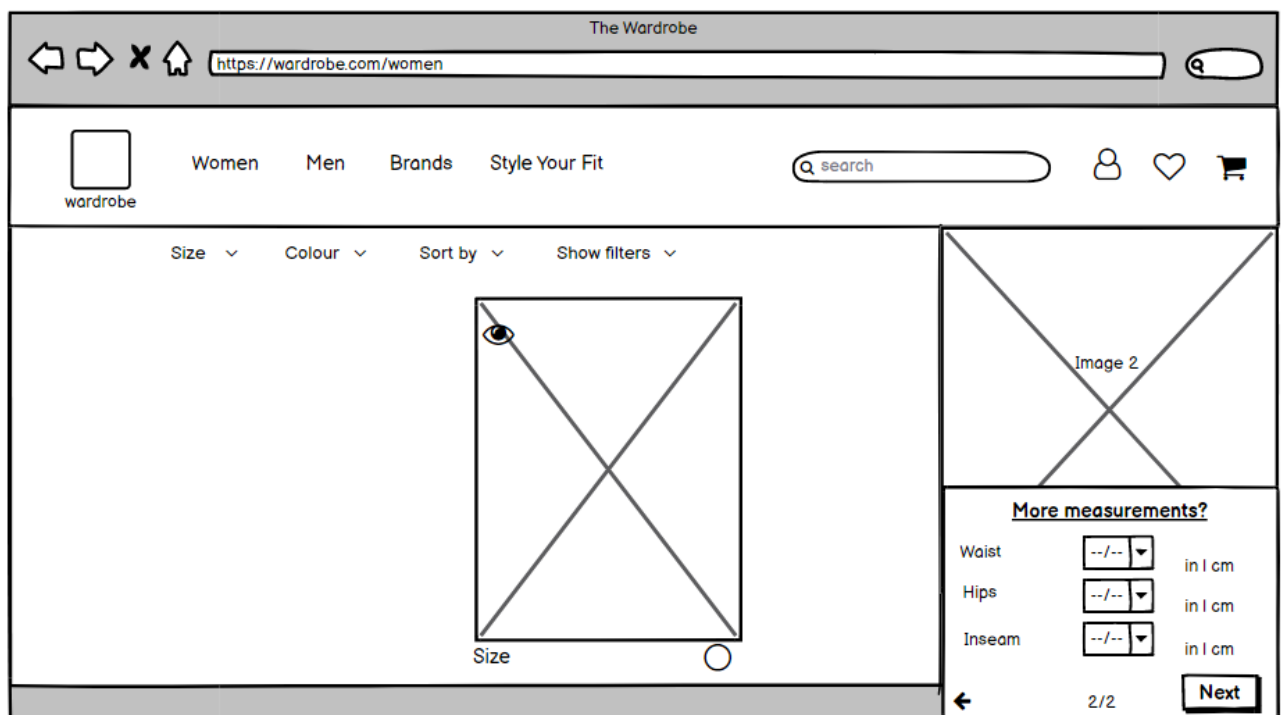 The Wardrobe
https://wardrobe.com/women
wardrobe
Women Men Brands Style Your Fit
search
Size Colour Sort by Show filters
Size
Image 2
More measurements?
Waist --/-- in | cm
Hips --/-- in | cm
Inseam --/-- in | cm
2/2 Next